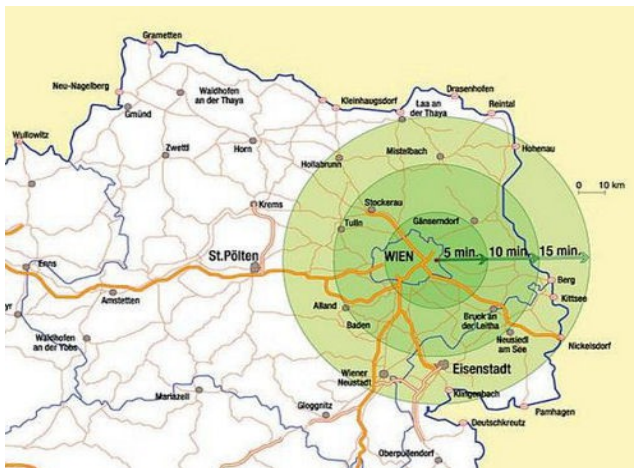 Grametten
Neu-Nagelberg
Waldhofen
an der Thaya
Gmünd
Kleinhaugsdorf
Laa an
der Thaya
Drasenhofen
Reintal
Wullowitz
Zwettl
Horn
Hollabrunn
Mistelbach
Hohenau
0 10 km
Krems
Stockerau
Tulln
Gänserndorf
St.Pölten
WIEN
5 min.
10 min.
15 min.
Enns
Amstetten
Berg
Kittsee
Alland
Baden
Bruck an
der Leitha
Neusiedl
am See
Nickelsdorf
Waldhofen
an der Ybbs
Wiener
Neustadt
Eisenstadt
Mariazell
Klingenbach
Gloggnitz
Pamhagen
Deutschkreutz
Oberpullendorf